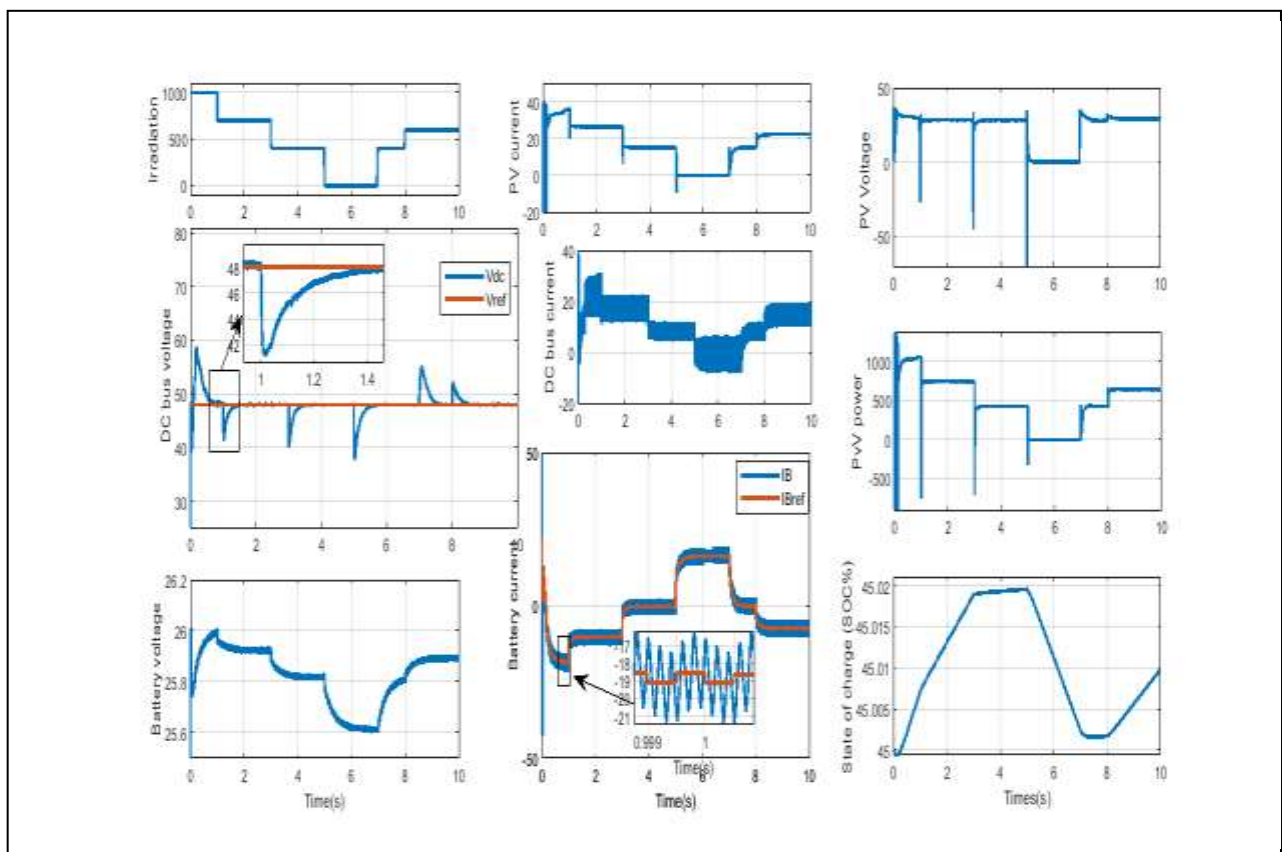 Irradiation
1000
500
0
0 2 4 6 8 10
PV current
40
20
0
-20
0 2 4 6 8 10
PV Voltage
50
0
-50
0 2 4 6 8 10
DC bus voltage
80
70
60
50
40
30
0 2 4 6 8
48
46
44
42
1 1.2 1.4
Vdc
Vref
DC bus current
40
20
0
-20
0 2 4 6 8 10
PvV power
1000
500
0
-500
0 2 4 6 8 10
Battery voltage
26.2
26
25.8
25.6
0 2 4 6 8 10
Time(s)
Battery current
50
0
-50
0 2 4 6 8 10
Time(s)
IB
IBref
-17
-18
-19
-20
-21
0.999 1
Time(s)
State of charge (SOC%)
45.02
45.015
45.01
45.005
45
0 2 4 6 8 10
Times(s)